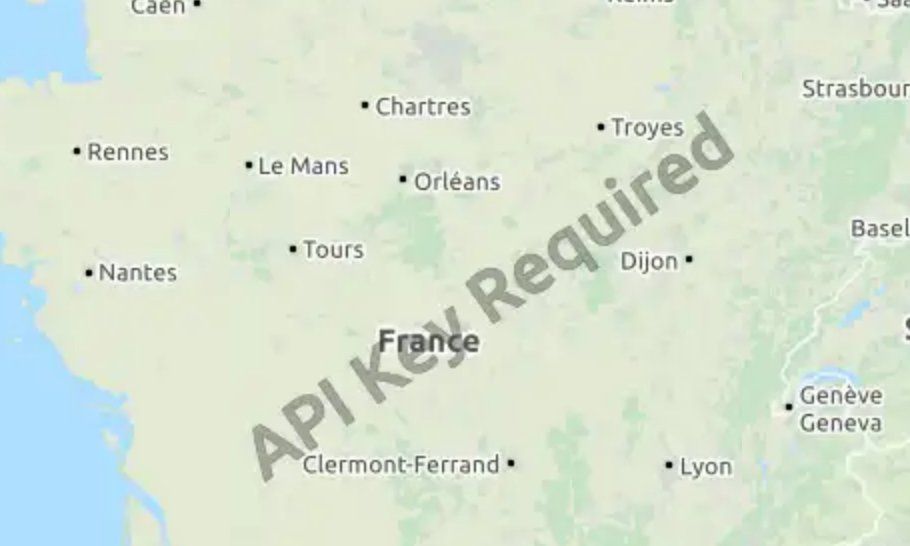 Caen
Chartres
Troyes
Strasbour
Rennes
Le Mans
Orléans
Basel
Tours
Dijon
Nantes
API Key Required
France
Genève
Geneva
Clermont-Ferrand
Lyon